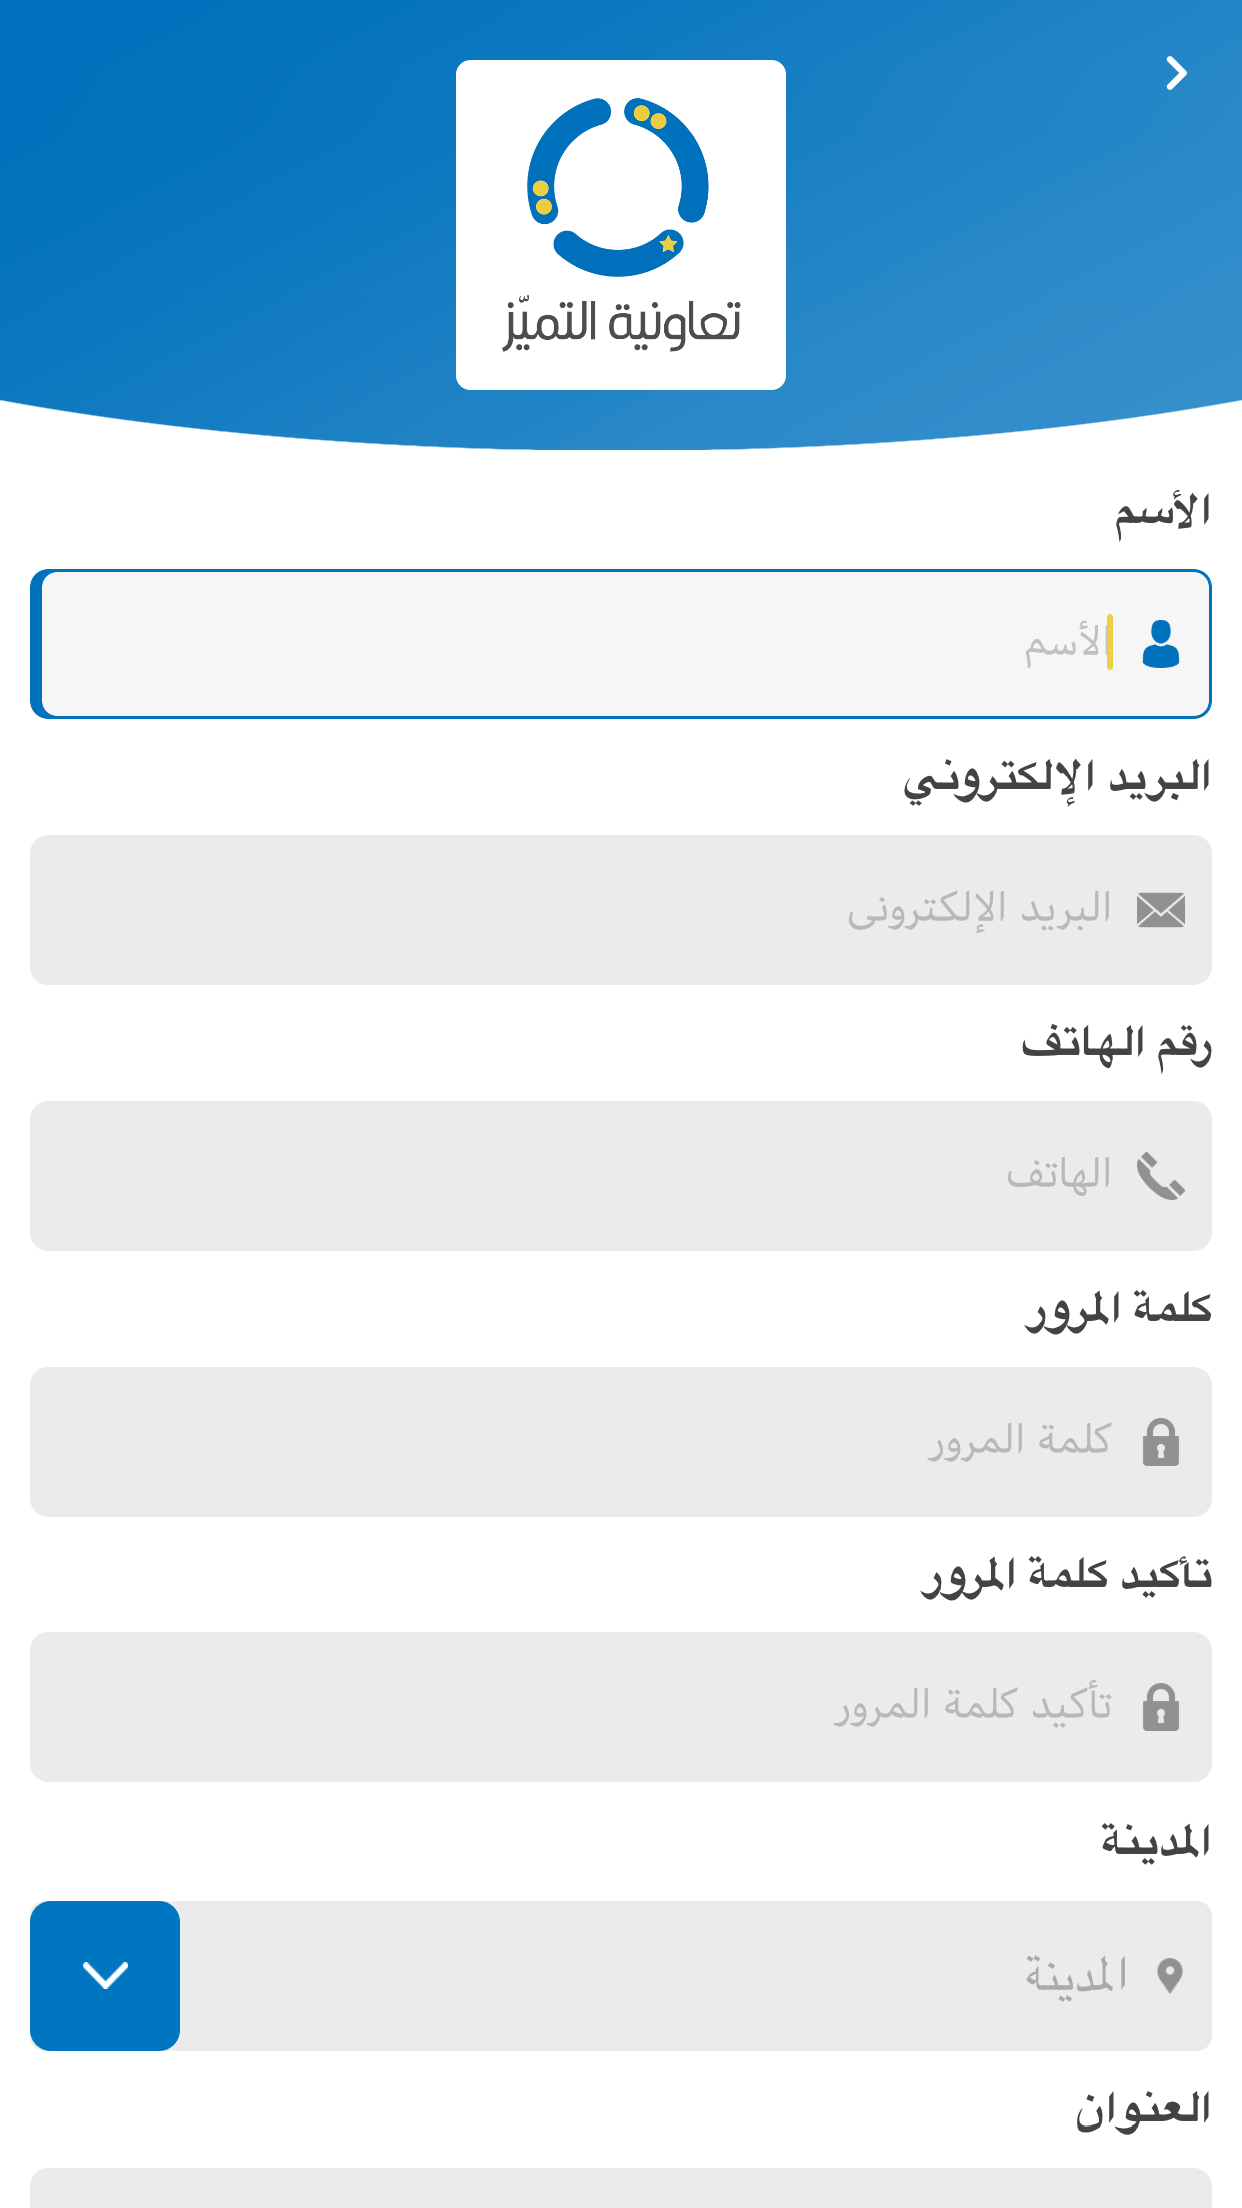 تعاونية التميّز
الأسم
الأسم
البريد الإلكتروني
البريد الإلكترونى
رقم الهاتف
الهاتف
كلمة المرور
كلمة المرور
تأكيد كلمة المرور
تأكيد كلمة المرور
المدينة
المدينة
العنوان